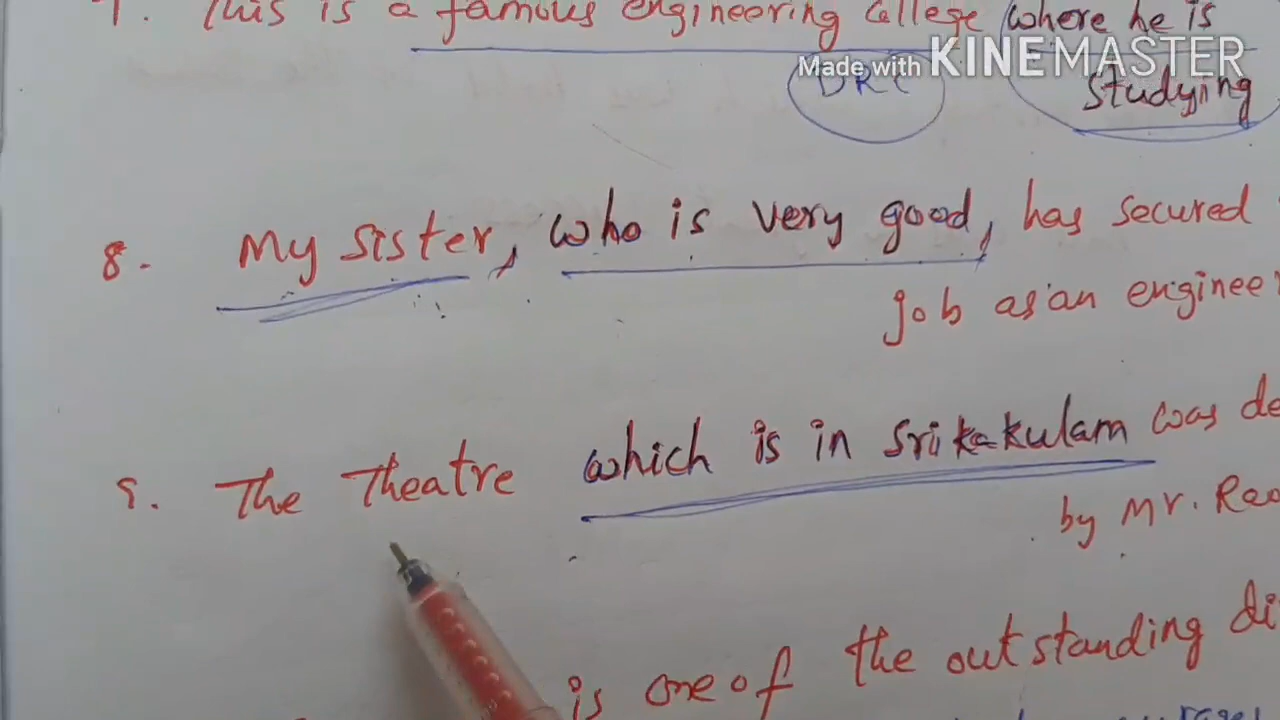 7. This is a famous engineering college where he is
Made with KINEMASTER
DRC
studying
8. My sister, who is very good, has secured
job as an engineer
9. The Theatre which is in Srikakulam was de
by Mr. Rao
is one of the outstanding di